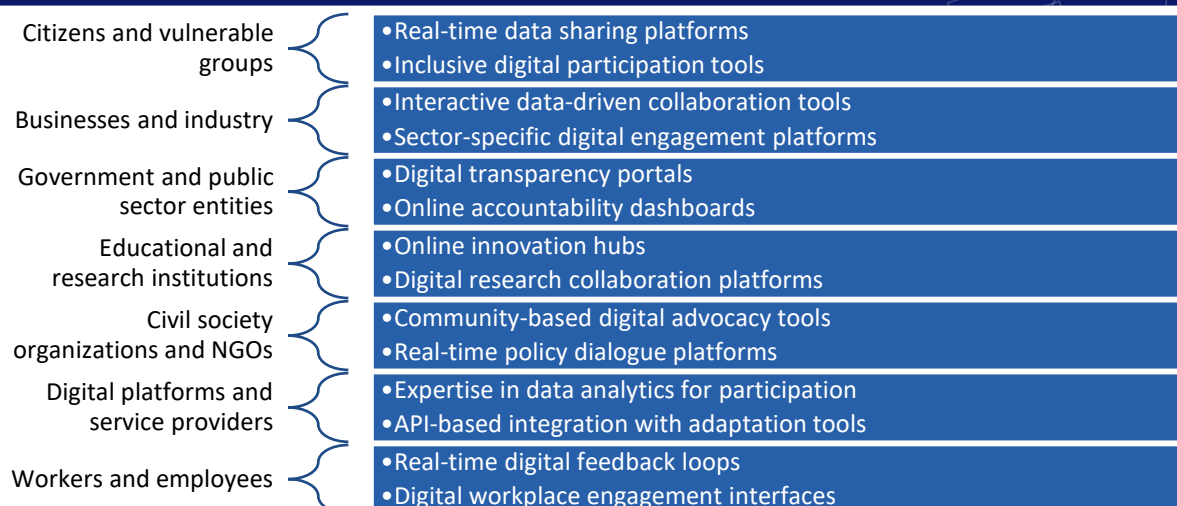 Citizens and vulnerable
groups
•Real-time data sharing platforms
•Inclusive digital participation tools
Businesses and industry
•Interactive data-driven collaboration tools
•Sector-specific digital engagement platforms
Government and public
sector entities
•Digital transparency portals
•Online accountability dashboards
Educational and
research institutions
•Online innovation hubs
•Digital research collaboration platforms
Civil society
organizations and NGOs
•Community-based digital advocacy tools
•Real-time policy dialogue platforms
Digital platforms and
service providers
•Expertise in data analytics for participation
•API-based integration with adaptation tools
Workers and employees
•Real-time digital feedback loops
•Digital workplace engagement interfaces